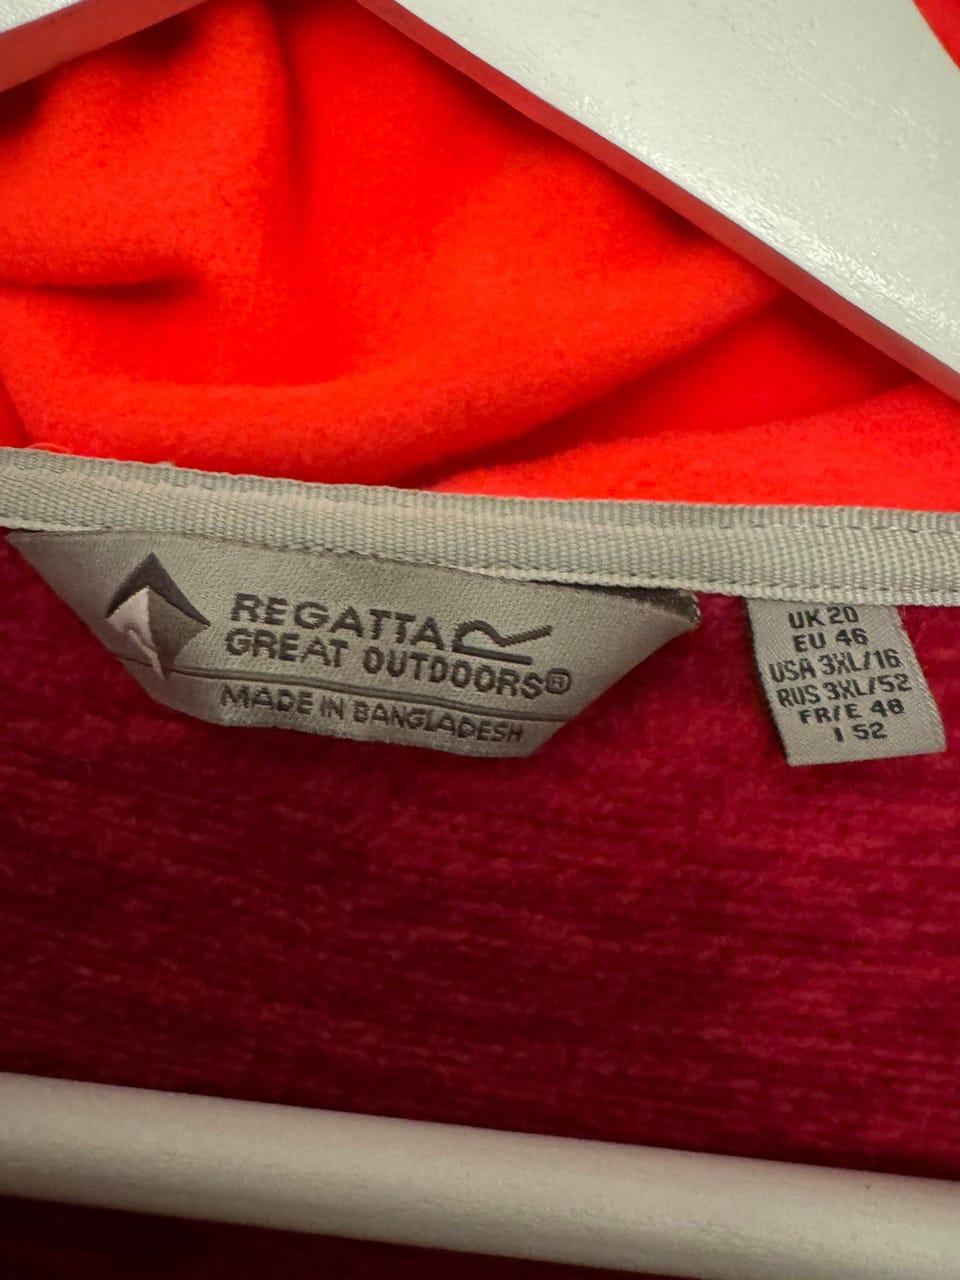 REGATTA
GREAT OUTDOORS®
MADE IN BANGLADESH
UK 20
EU 46
USA 3XL/16
RUS 3XL/52
FR/E 48
I 52